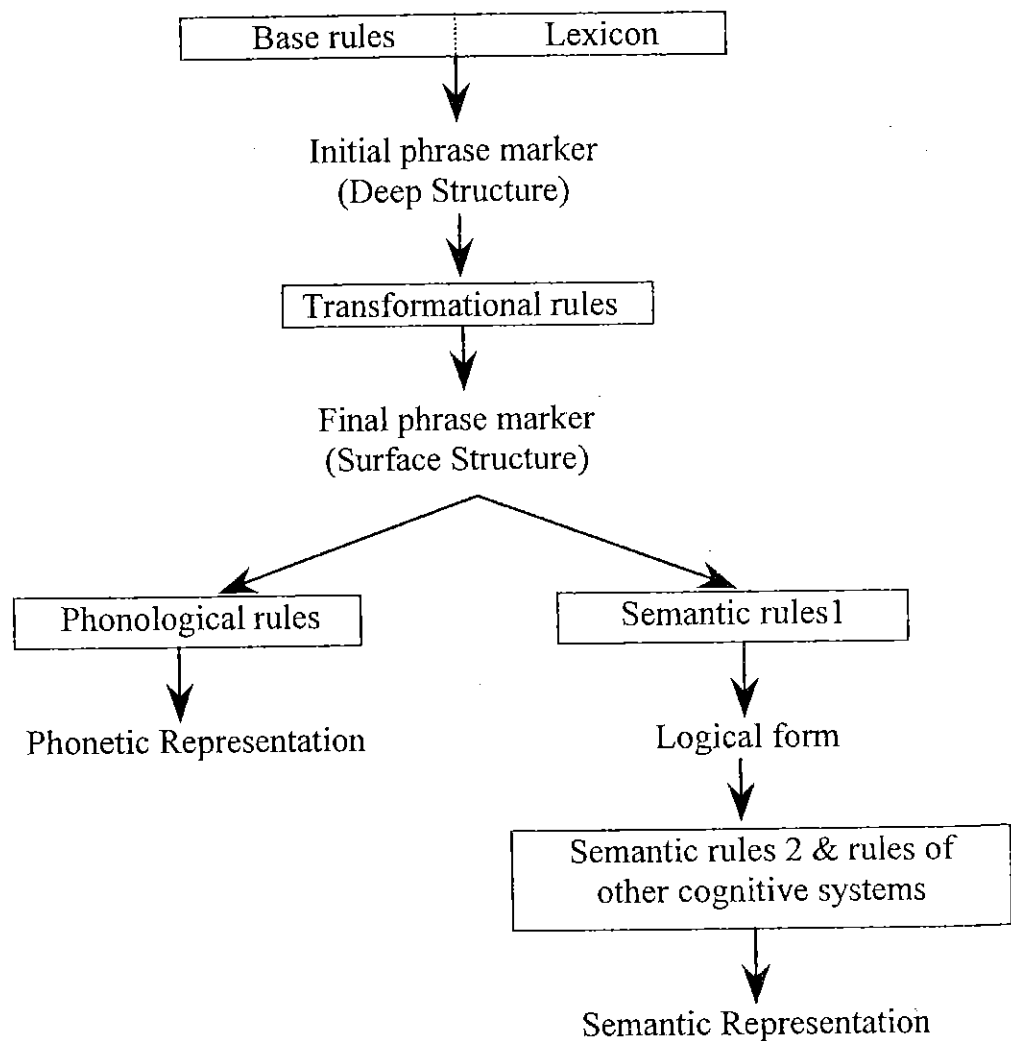 Base rules Lexicon
Initial phrase marker
(Deep Structure)
Transformational rules
Final phrase marker
(Surface Structure)
Phonological rules
Semantic rules1
Phonetic Representation
Logical form
Semantic rules 2 & rules of
other cognitive systems
Semantic Representation